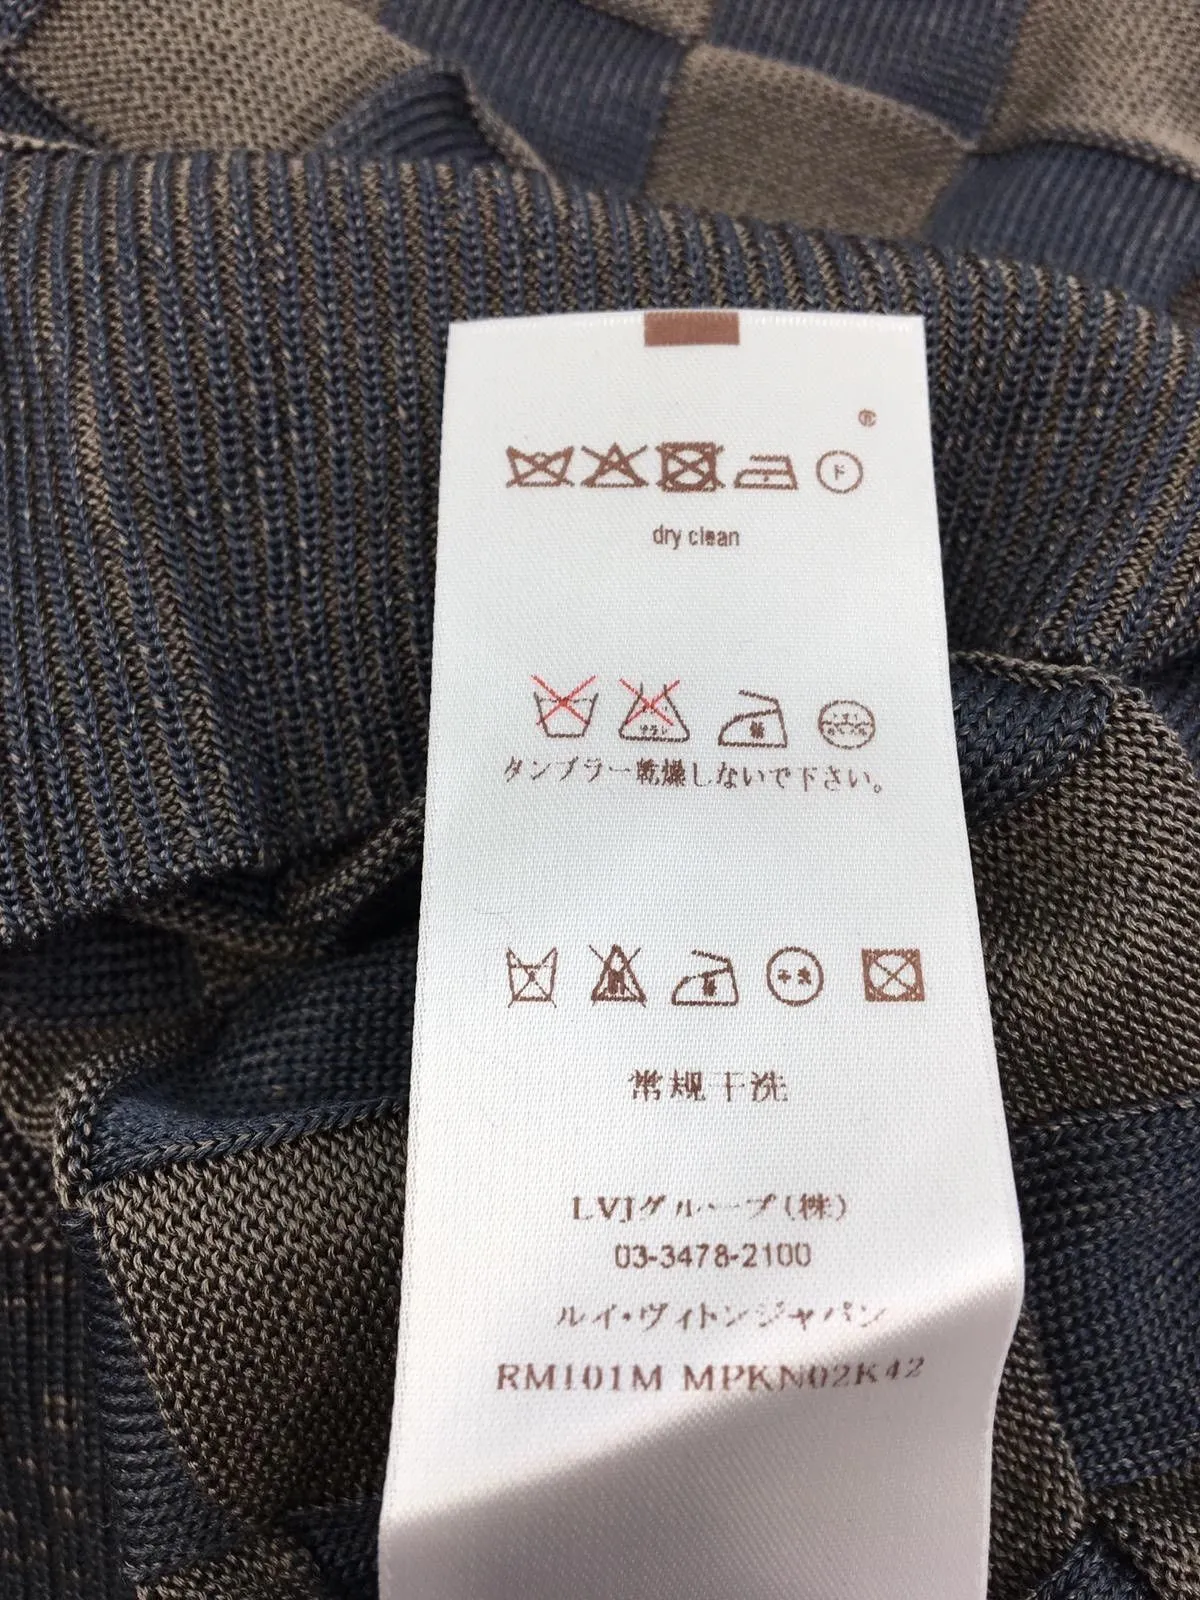 ®
dry clean
タンブラー乾燥しないで下さい。
常规干洗
LVJグループ(株)
03-3478-2100
ルイ・ヴィトンジャパン
RM101M MPKN02K42